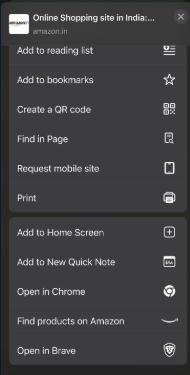 Online Shopping site in India:...
amazon.in
Add to reading list
Add to bookmarks
Create a QR code
Find in Page
Request mobile site
Print
Add to Home Screen
Add to New Quick Note
Open in Chrome
Find products on Amazon
Open in Brave